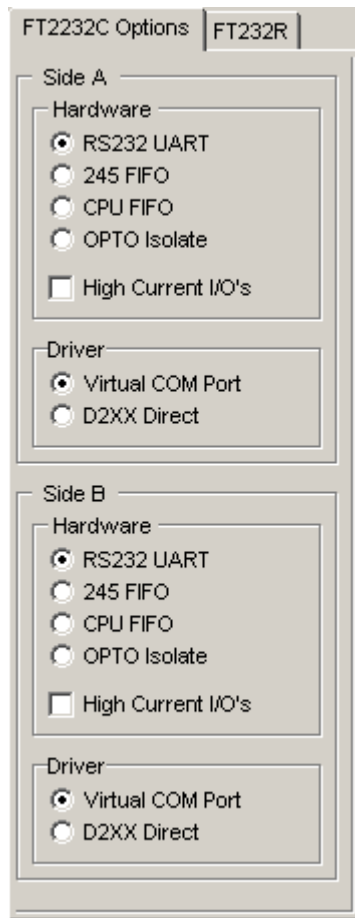 FT2232C Options FT232R
Side A
Hardware
RS232 UART
245 FIFO
CPU FIFO
OPTO Isolate
High Current I/O's
Driver
Virtual COM Port
D2XX Direct
Side B
Hardware
RS232 UART
245 FIFO
CPU FIFO
OPTO Isolate
High Current I/O's
Driver
Virtual COM Port
D2XX Direct